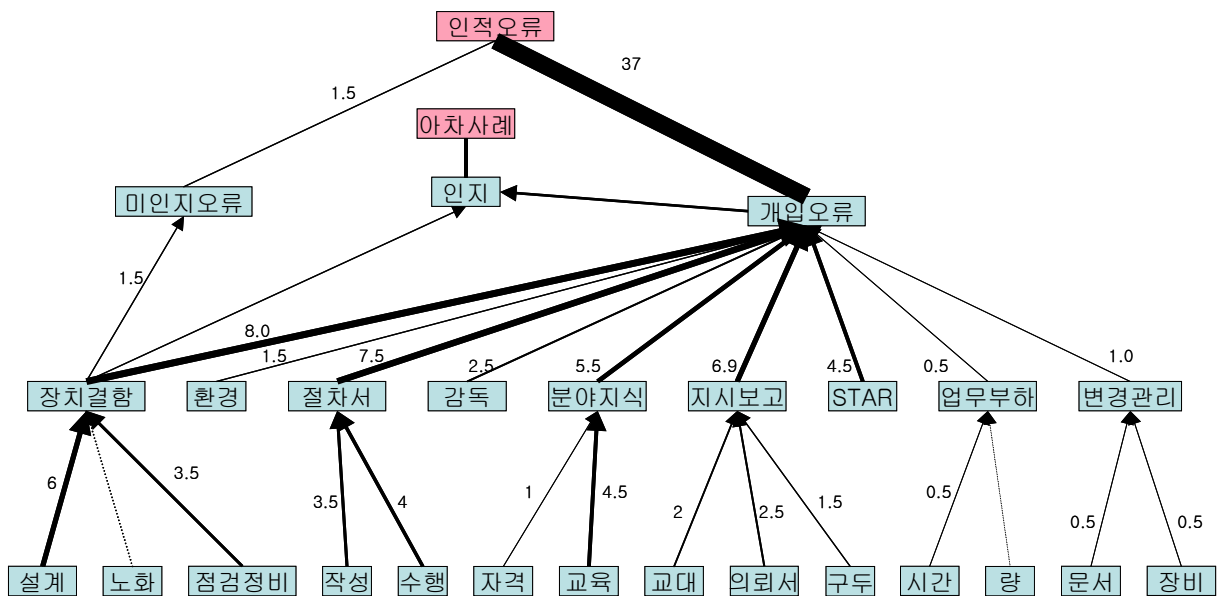 인적오류
37
1.5
아차사례
미인지오류
인지
개입오류
1.5
8.0
1.5
7.5
2.5
5.5
6.9
4.5
0.5
1.0
장치결함
환경
절차서
감독
분야지식
지시보고
STAR
업무부하
변경관리
6
3.5
3.5
4
1
4.5
2
2.5
1.5
0.5
0.5
0.5
설계
노화
점검정비
작성
수행
자격
교육
교대
의뢰서
구두
시간
량
문서
장비